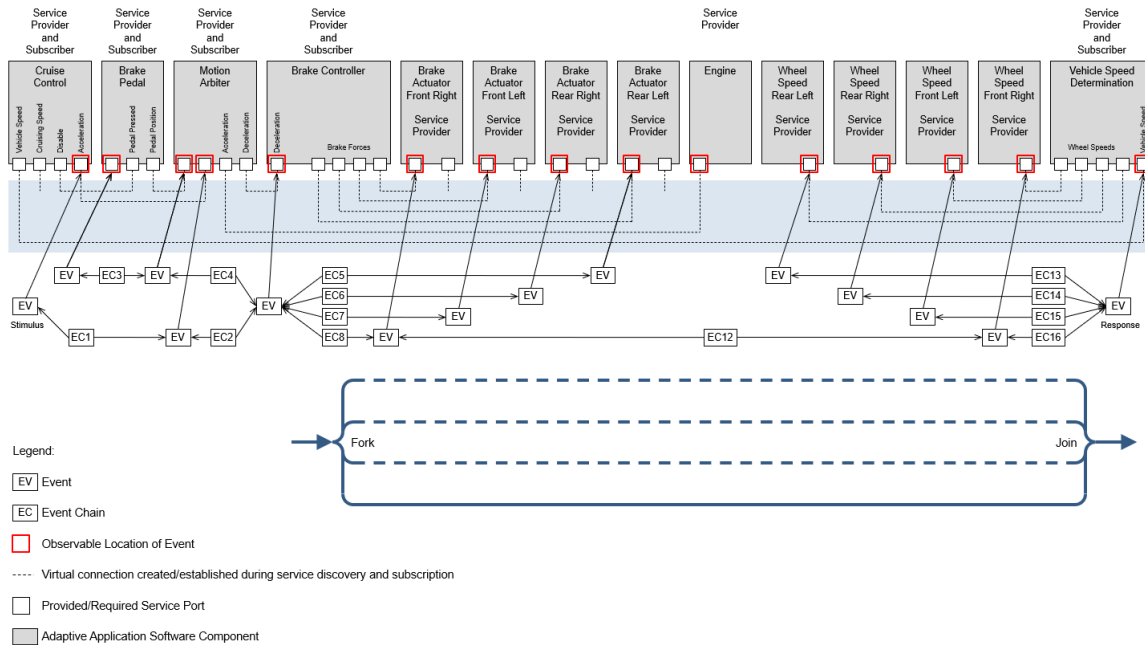 Service
Provider
and
Subscriber
Service
Provider
and
Subscriber
Service
Provider
and
Subscriber
Service
Provider
and
Subscriber
Service
Provider
Service
Provider
and
Subscriber
Cruise
Control
Brake
Pedal
Motion
Arbiter
Brake Controller
Brake
Actuator
Front Right
Service
Provider
Brake
Actuator
Front Left
Service
Provider
Brake
Actuator
Rear Right
Service
Provider
Brake
Actuator
Rear Left
Service
Provider
Engine
Wheel
Speed
Rear Left
Service
Provider
Wheel
Speed
Rear Right
Service
Provider
Wheel
Speed
Front Left
Service
Provider
Wheel
Speed
Front Right
Service
Provider
Vehicle Speed
Determination
Vehicle Speed
Cruising Speed
Disable
Acceleration
Pedal Pressed
Pedal Position
Acceleration
Deceleration
Deceleration
Brake Forces
Wheel Speeds
Vehicle Speed
EV
EC3
EV
EC4
EC5
EV
EV
EC13
EV
EV
EC6
EV
EV
EC14
EV
Stimulus
EC7
EV
EV
EC15
Response
EC1
EV
EC2
EC8
EV
EC12
EV
EC16
Fork
Join
Legend:
EV Event
EC Event Chain
Observable Location of Event
Virtual connection created/established during service discovery and subscription
Provided/Required Service Port
Adaptive Application Software Component